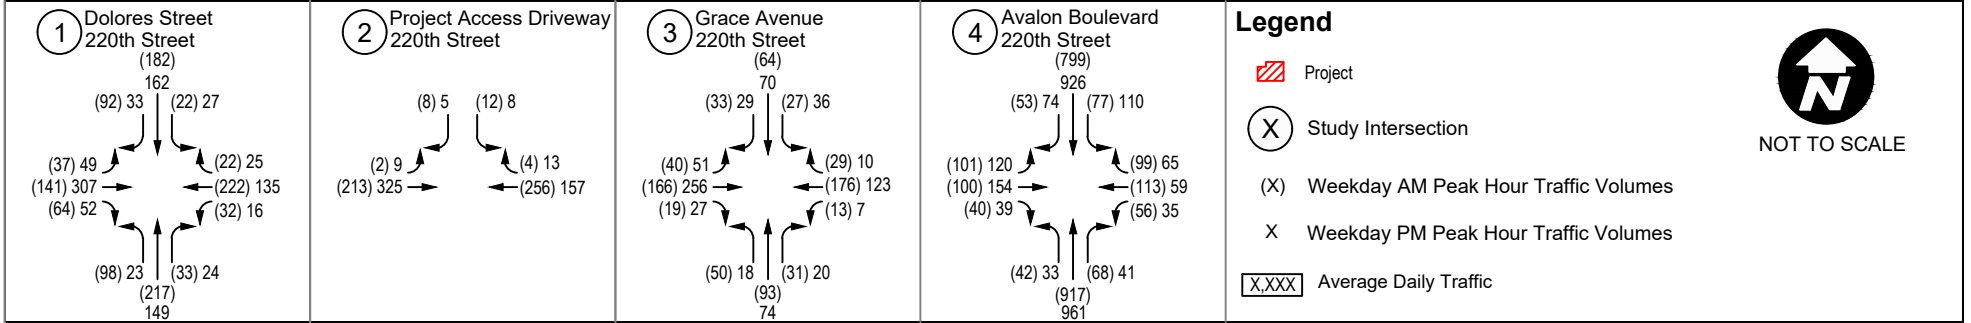 1 Dolores Street
220th Street
(182)
162
(92) 33 (22) 27
(37) 49 (22) 25
(141) 307 (222) 135
(64) 52 (32) 16
(98) 23 (33) 24
(217)
149
2 Project Access Driveway
220th Street
(8) 5 (12) 8
(2) 9 (4) 13
(213) 325 (256) 157
3 Grace Avenue
220th Street
(64)
70
(33) 29 (27) 36
(40) 51 (29) 10
(166) 256 (176) 123
(19) 27 (13) 7
(50) 18 (31) 20
(93)
74
4 Avalon Boulevard
220th Street
(799)
926
(53) 74 (77) 110
(101) 120 (99) 65
(100) 154 (113) 59
(40) 39 (56) 35
(42) 33 (68) 41
(917)
961
Legend
Project
X Study Intersection
(X) Weekday AM Peak Hour Traffic Volumes
X Weekday PM Peak Hour Traffic Volumes
X,XXX Average Daily Traffic
N
NOT TO SCALE